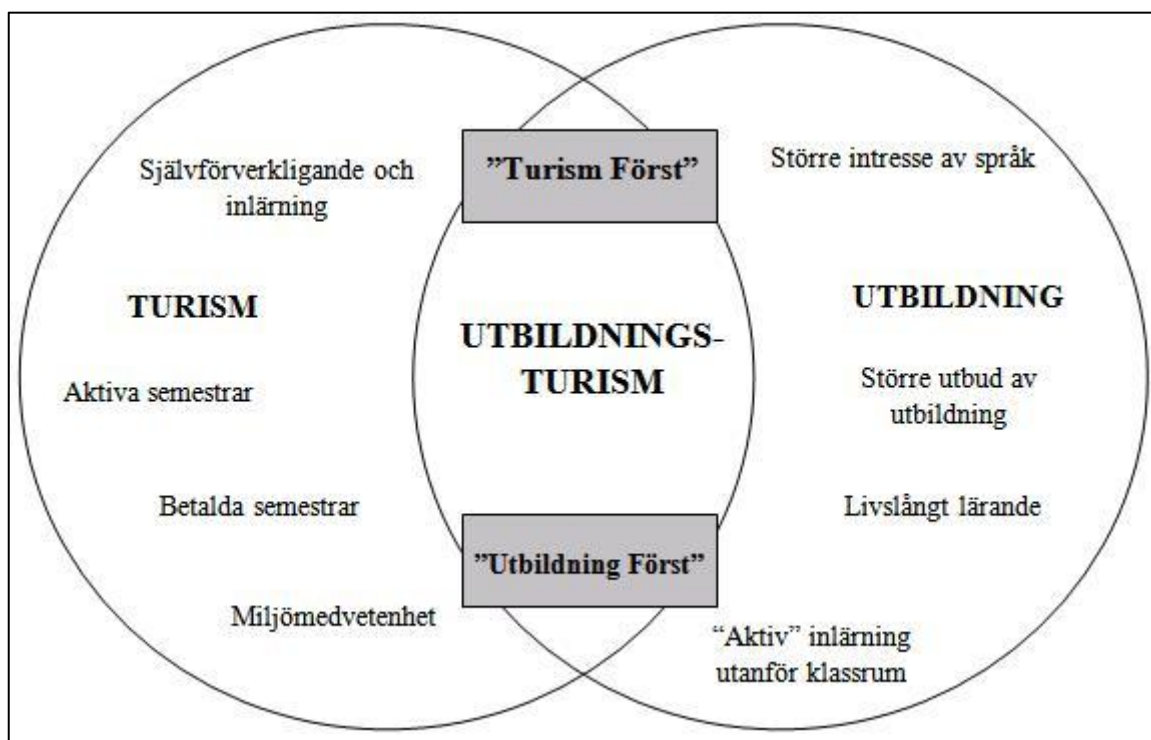 ”Turism Först”
Större intresse av språk
Självförverkligande och
inlärning
TURISM
UTBILDNING
UTBILDNINGS-
TURISM
Aktiva semestrar
Större utbud av
utbildning
Betalda semestrar
Livslångt lärande
”Utbildning Först”
Miljömedvetenhet
“Aktiv” inlärning
utanför klassrum